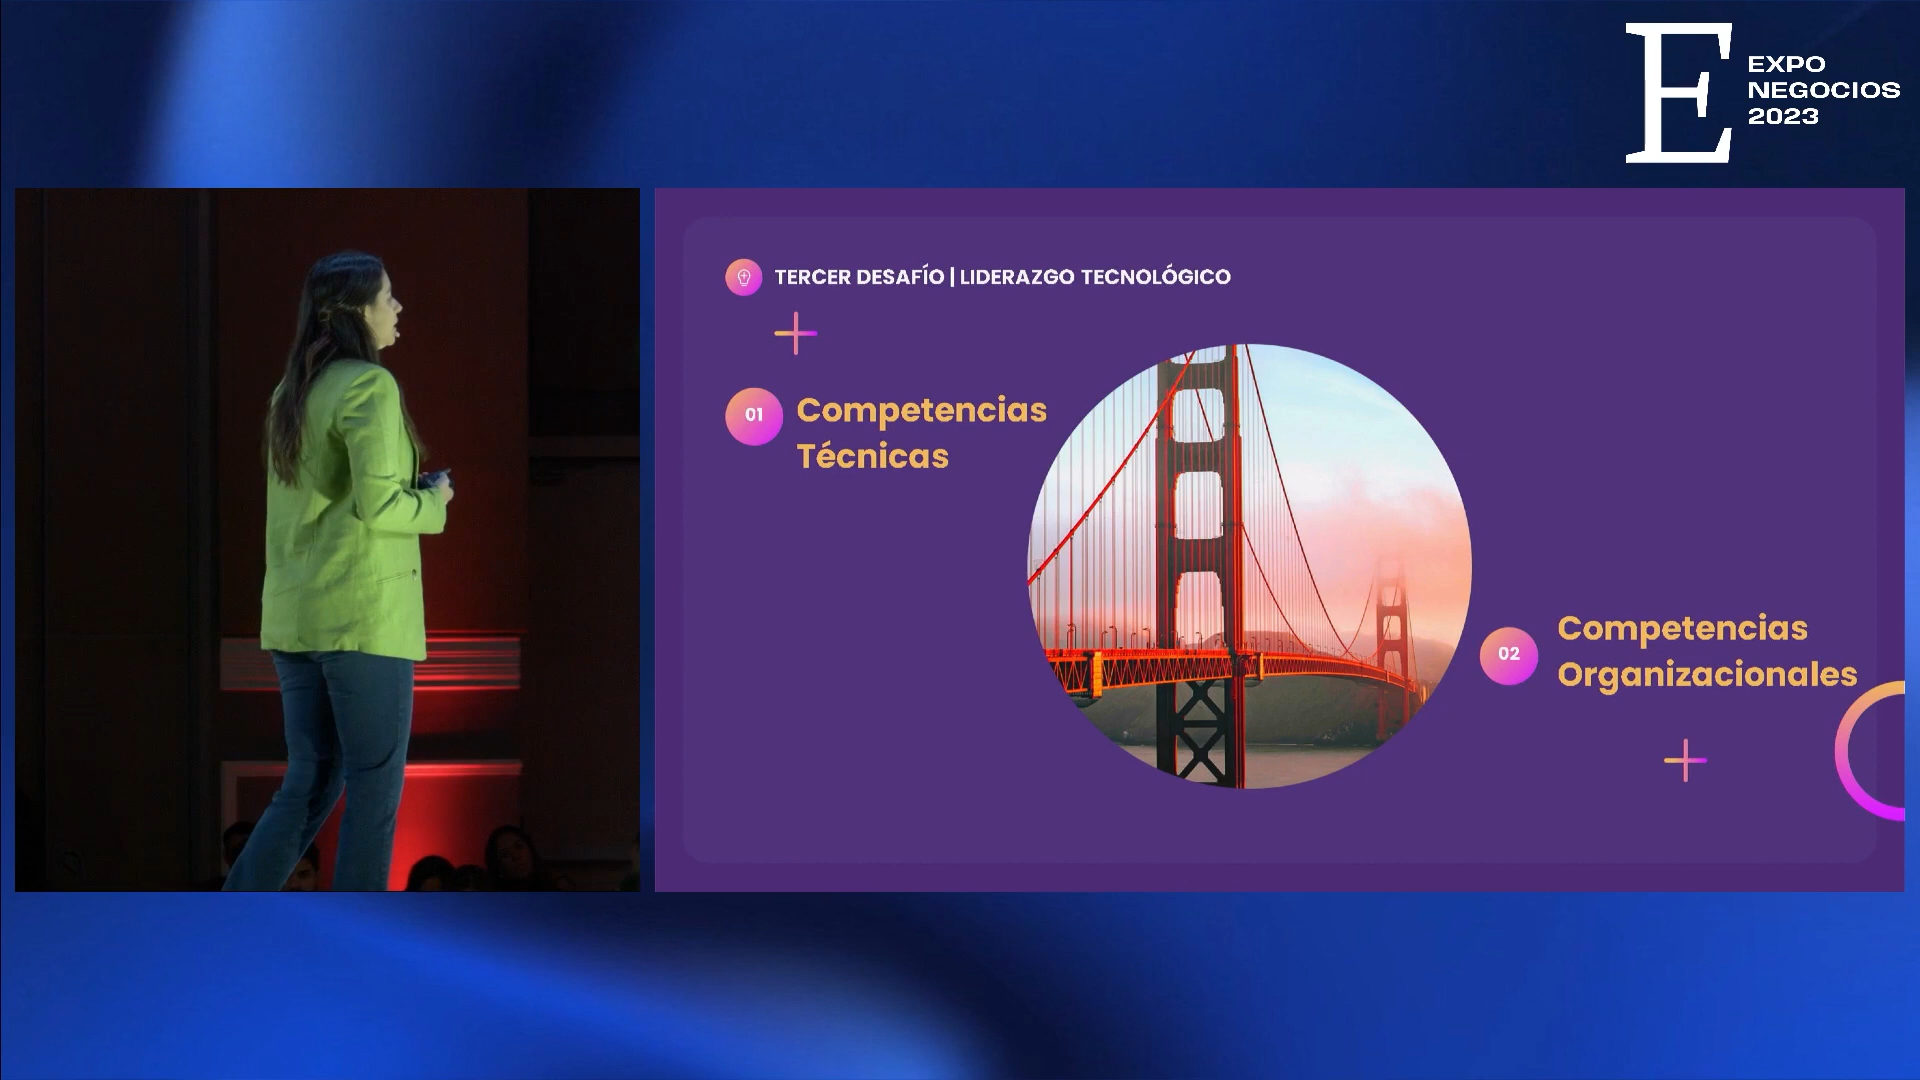 E
EXPO
NEGOCIOS
2023
TERCER DESAFÍO | LIDERAZGO TECNOLÓGICO
01
Competencias
Técnicas
02
Competencias
Organizacionales